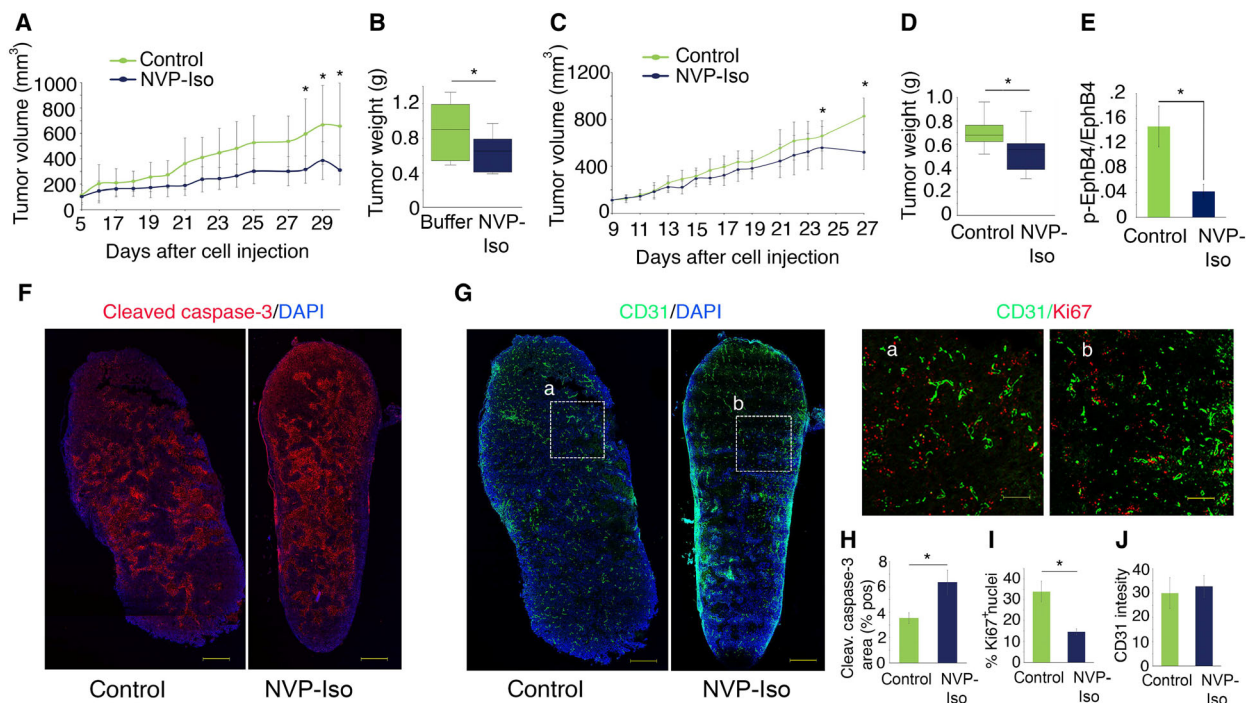 A
Tumor volume (mm3)
Control
NVP-Iso
1000
800
600
400
200
0
* * *
5 17 19 21 23 25 27 29
Days after cell injection
B
Tumor weight (g)
1.2
0.8
0.4
0
*
Buffer NVP-
Iso
C
Tumor volume (mm3)
Control
NVP-Iso
1200
800
400
0
* *
9 11 13 15 17 19 21 23 25 27
Days after cell injection
D
Tumor weight (g)
1.0
0.8
0.6
0.4
0.2
0
*
Control NVP-
Iso
E
p-EphB4/EphB4
.2
.16
.12
.08
.04
0
*
Control NVP-
Iso
F
Cleaved caspase-3/DAPI
Control
NVP-Iso
G
CD31/DAPI
a
b
Control
NVP-Iso
CD31/Ki67
a
b
H
Cleav. caspase-3
area (% pos)
8
6
4
2
0
*
Control NVP-
Iso
I
% Ki67+nuclei
40
30
20
10
0
*
Control NVP-
Iso
J
CD31 intesity
40
30
20
10
0
Control NVP-
Iso